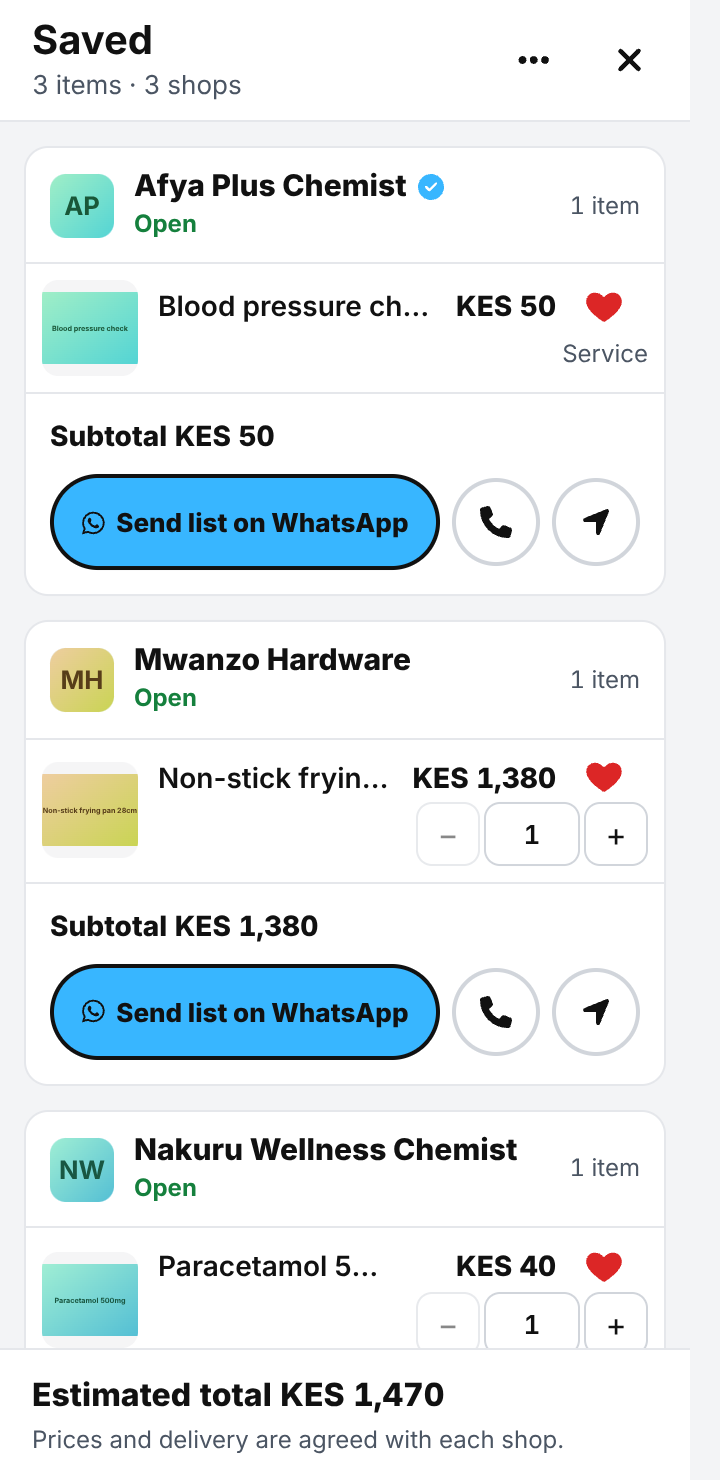 Saved
3 items · 3 shops
AP
Afya Plus Chemist
Open
1 item
Blood pressure check
Blood pressure ch...
KES 50
Service
Subtotal KES 50
Send list on WhatsApp
MH
Mwanzo Hardware
Open
1 item
Non-stick frying pan 28cm
Non-stick fryin...
KES 1,380
− 1 +
Subtotal KES 1,380
Send list on WhatsApp
NW
Nakuru Wellness Chemist
Open
1 item
Paracetamol 500mg
Paracetamol 5...
KES 40
− 1 +
Estimated total KES 1,470
Prices and delivery are agreed with each shop.